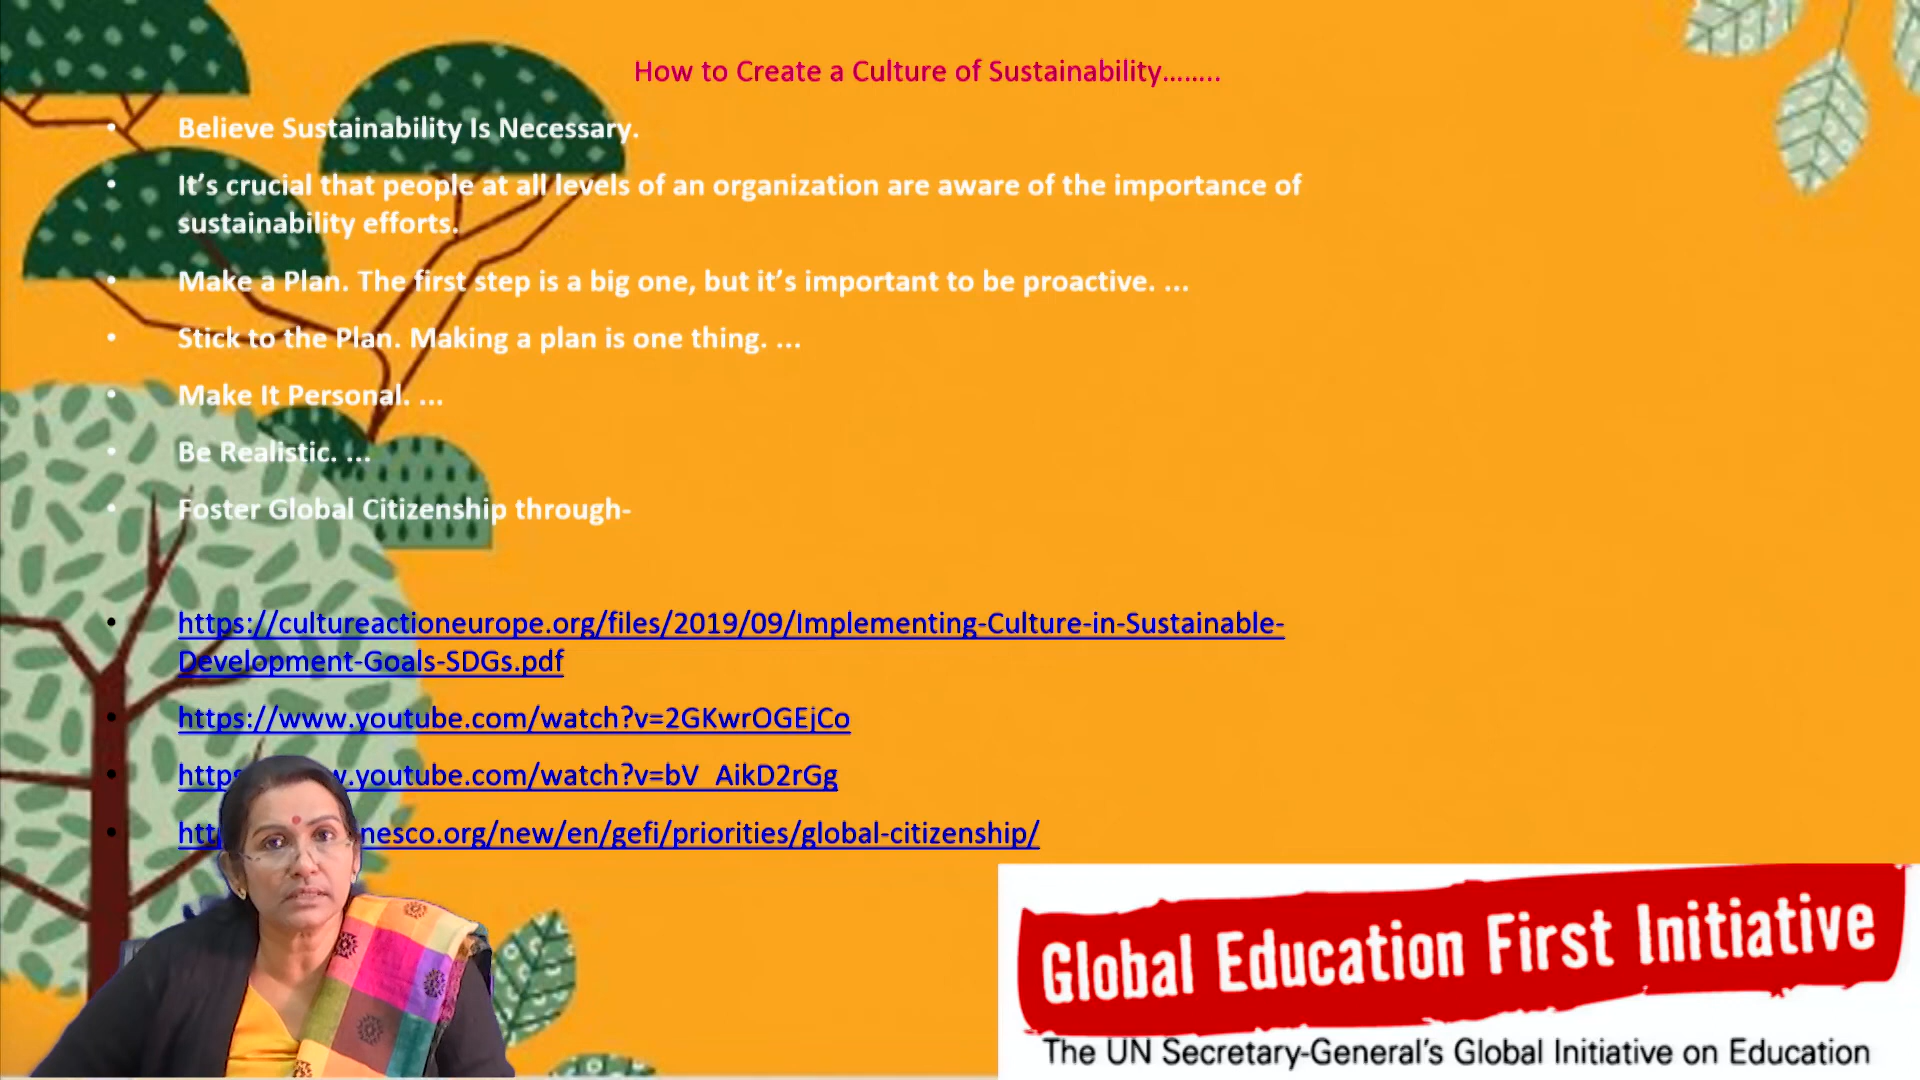 How to Create a Culture of Sustainability……..
• Believe Sustainability Is Necessary.
• It’s crucial that people at all levels of an organization are aware of the importance of
sustainability efforts.
• Make a Plan. The first step is a big one, but it’s important to be proactive. ...
• Stick to the Plan. Making a plan is one thing. ...
• Make It Personal. ...
• Be Realistic. ...
• Foster Global Citizenship through-
• https://cultureactioneurope.org/files/2019/09/Implementing-Culture-in-Sustainable-
Development-Goals-SDGs.pdf
• https://www.youtube.com/watch?v=2GKwrOGEjCo
• http w.youtube.com/watch?v=bV_AikD2rGg
• htt nesco.org/new/en/gefi/priorities/global-citizenship/
Global Education First Initiative
The UN Secretary-General's Global Initiative on Education